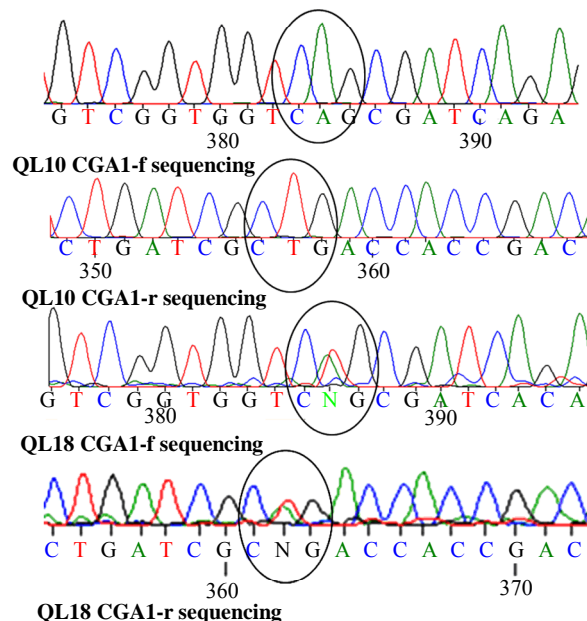 G T C G G T G G T C A G C G A T C A G A
380 390
QL10 CGA1-f sequencing
C T G A T C G C T G A C C A C C G A C
350 360
QL10 CGA1-r sequencing
G T C G G T G G T C N G C G A T C A C A
380 390
QL18 CGA1-f sequencing
C T G A T C G C N G A C C A C C G A C
360 370
QL18 CGA1-r sequencing